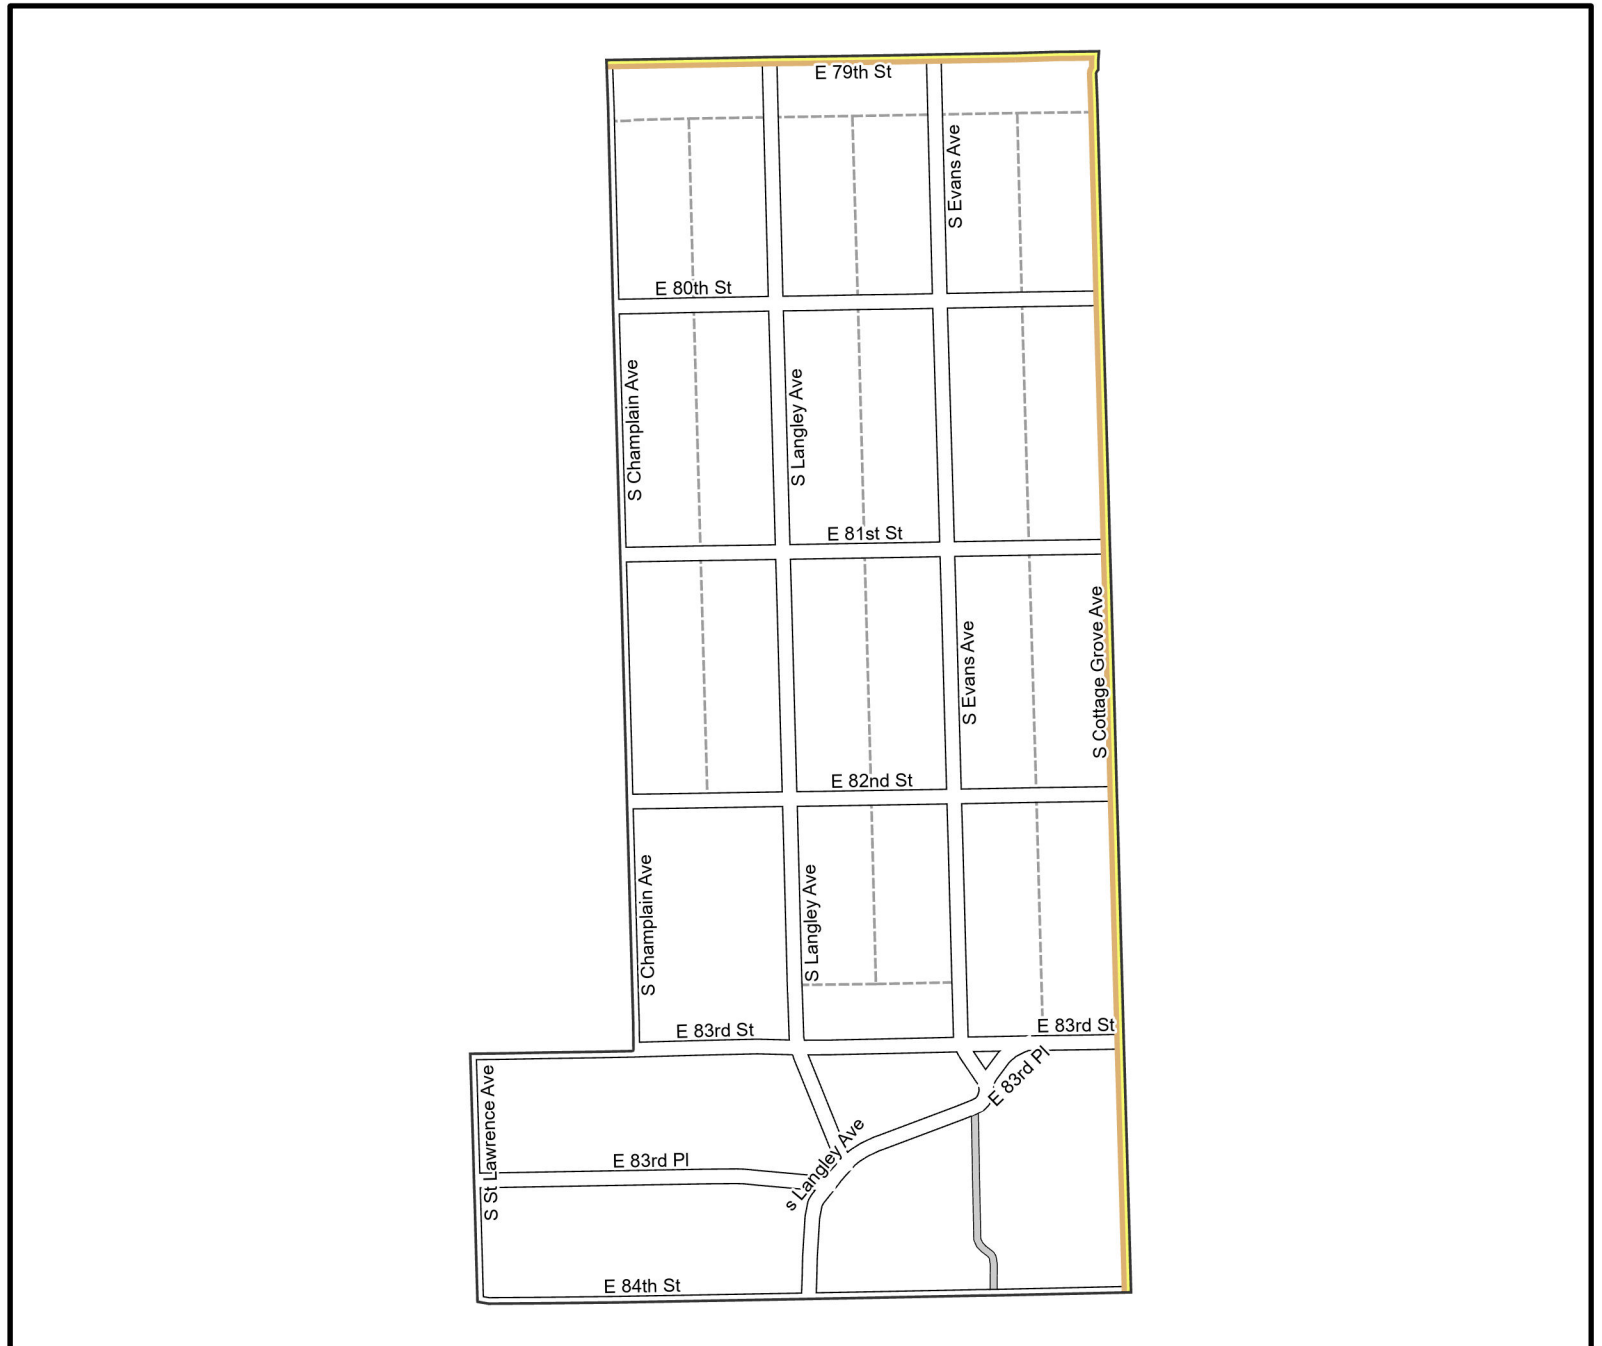 E 79th St
S Evans Ave
E 80th St
S Champlain Ave
S Langley Ave
E 81st St
S Evans Ave
S Cottage Grove Ave
E 82nd St
S Champlain Ave
S Langley Ave
E 83rd St
E 83rd St
E 83rd Pl
S St Lawrence Ave
E 83rd Pl
s Langley Ave
E 84th St